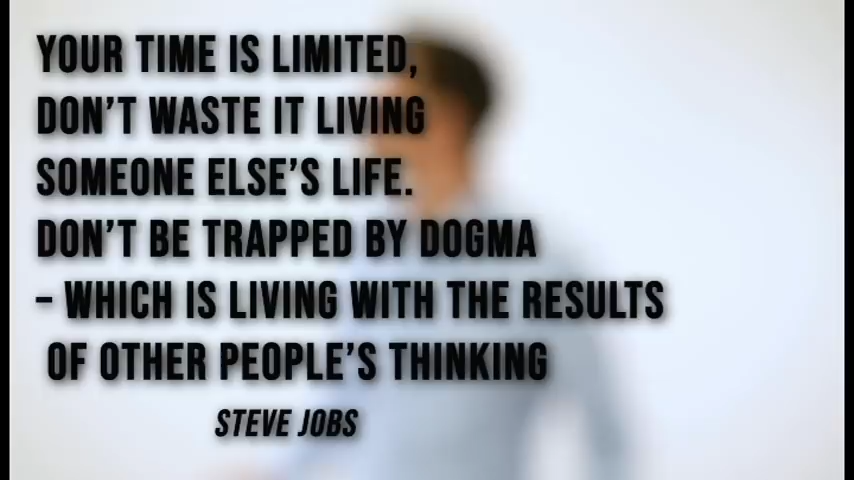 YOUR TIME IS LIMITED,
DON'T WASTE IT LIVING
SOMEONE ELSE'S LIFE.
DON'T BE TRAPPED BY DOGMA
– WHICH IS LIVING WITH THE RESULTS
OF OTHER PEOPLE'S THINKING
STEVE JOBS